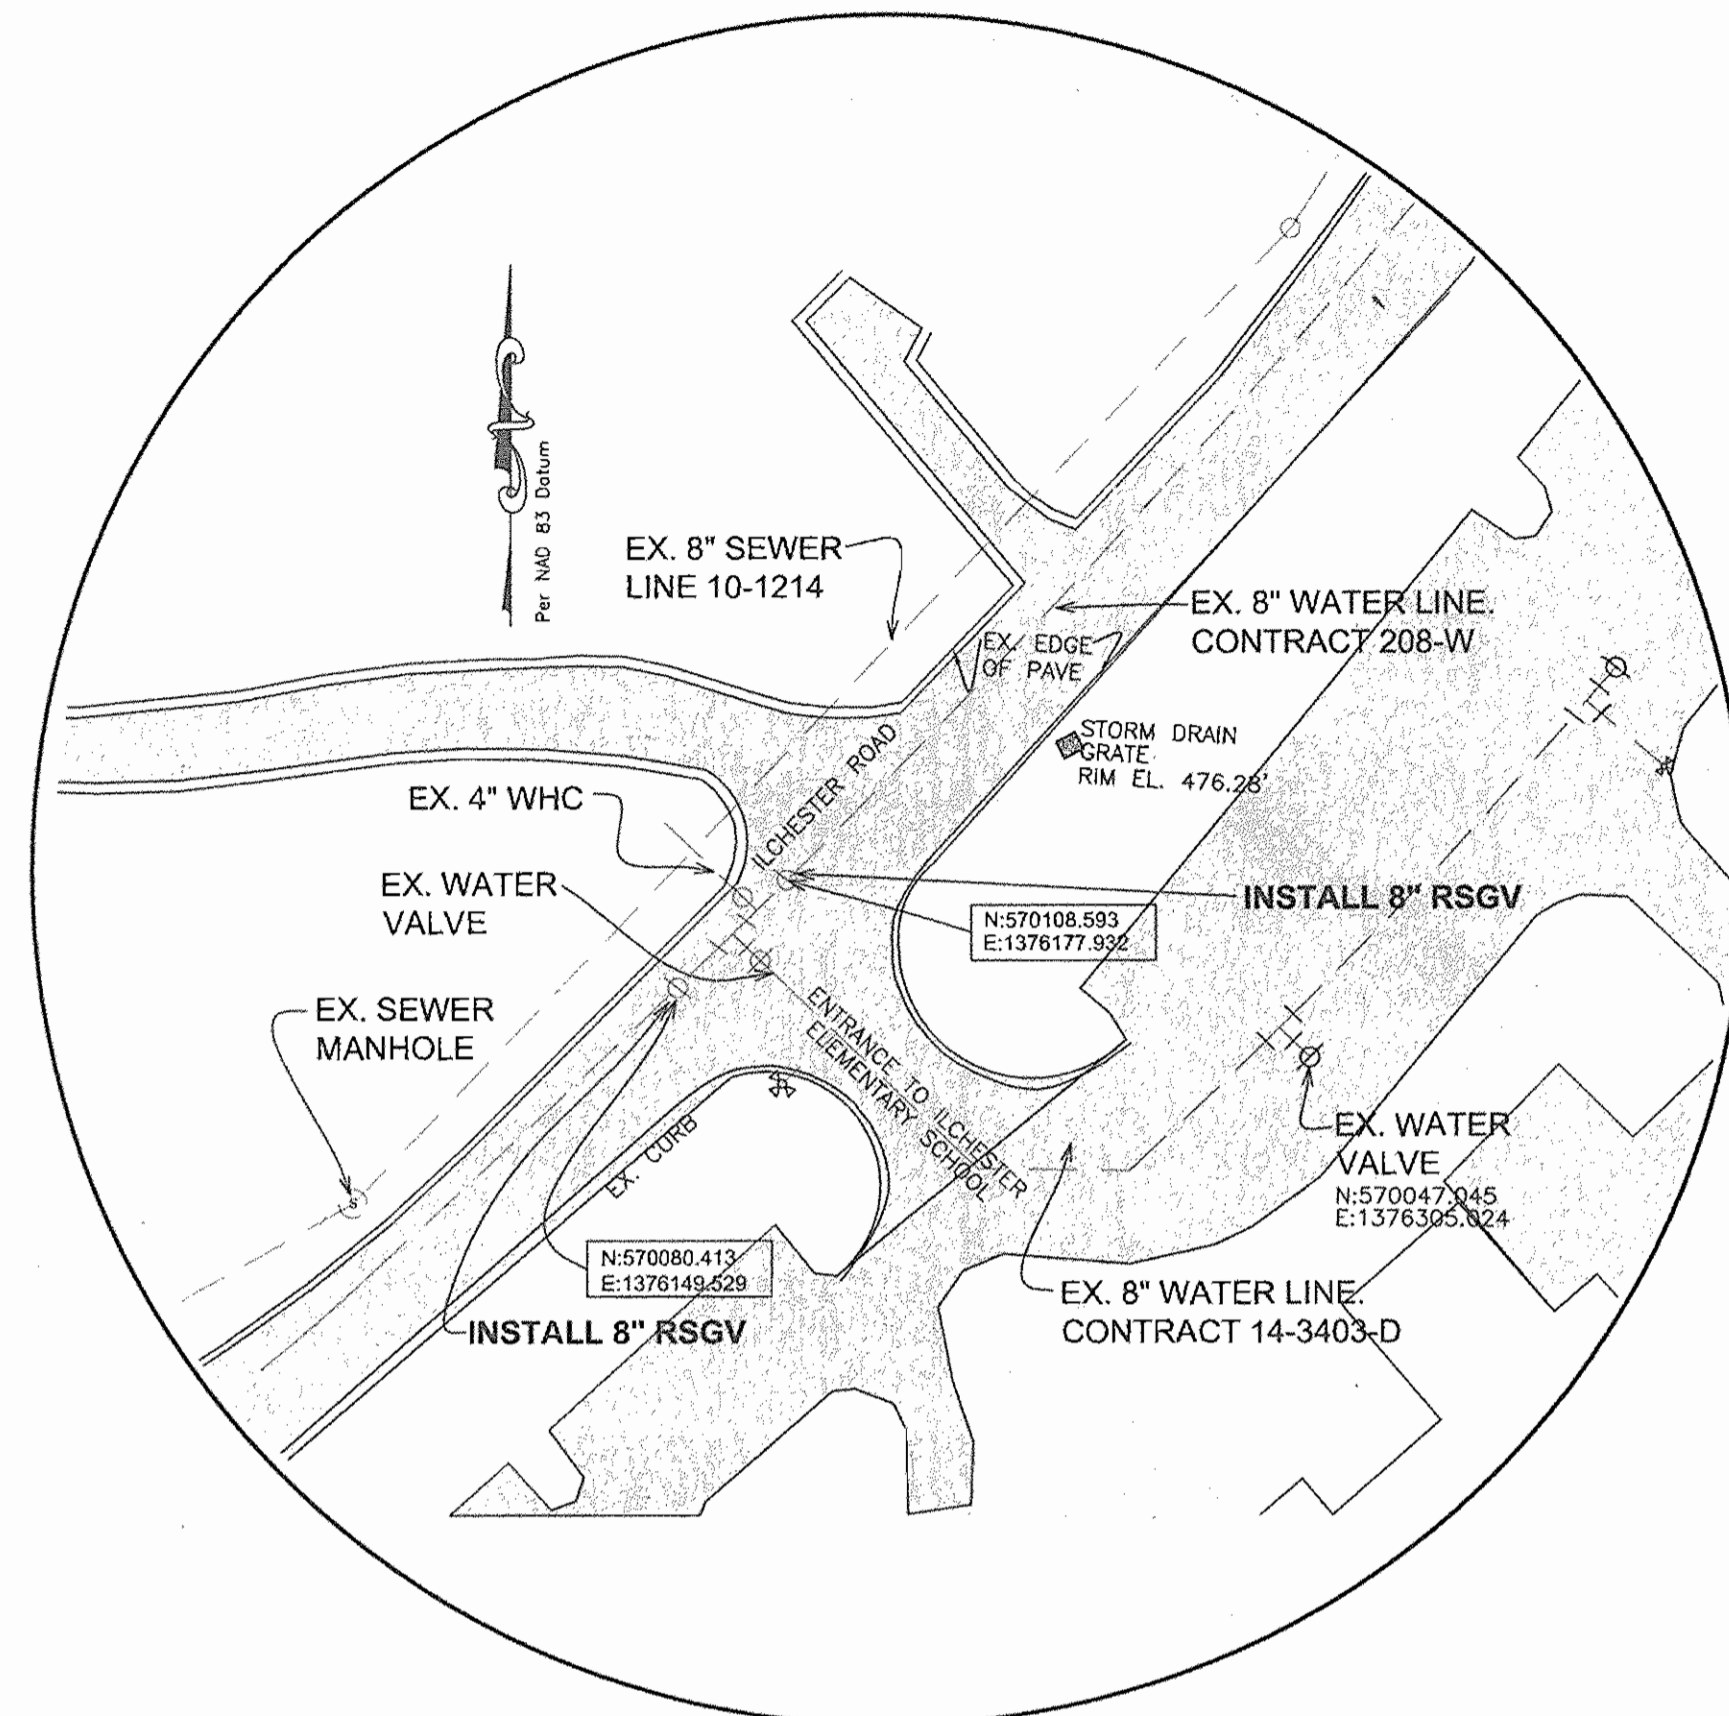 Per NAD 83 Datum
EX. 8" SEWER
LINE 10-1214
EX. 8" WATER LINE.
CONTRACT 208-W
EX. EDGE
OF PAVE
STORM DRAIN
GRATE
RIM EL. 476.28'
ILCHESTER ROAD
EX. 4" WHC
EX. WATER
VALVE
INSTALL 8" RSGV
N:570108.593
E:1376177.932
EX. SEWER
MANHOLE
S
ENTRANCE TO ILCHESTER
ELEMENTARY SCHOOL
EX. CURB
EX. WATER
VALVE
N:570047.045
E:1376305.024
N:570080.413
E:1376149.529
INSTALL 8" RSGV
EX. 8" WATER LINE.
CONTRACT 14-3403-D